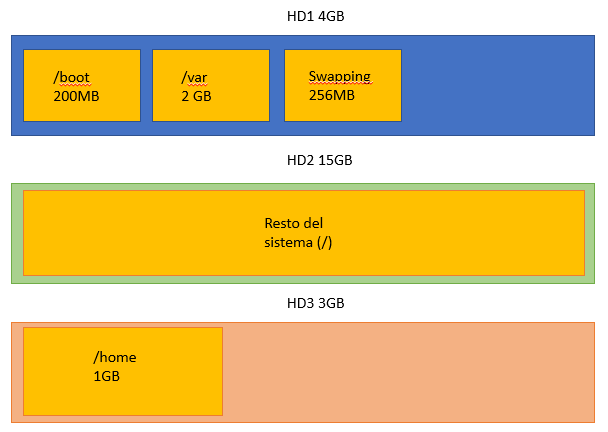 HD1 4GB
/boot
200MB
/var
2 GB
Swapping
256MB
HD2 15GB
Resto del
sistema (/)
HD3 3GB
/home
1GB